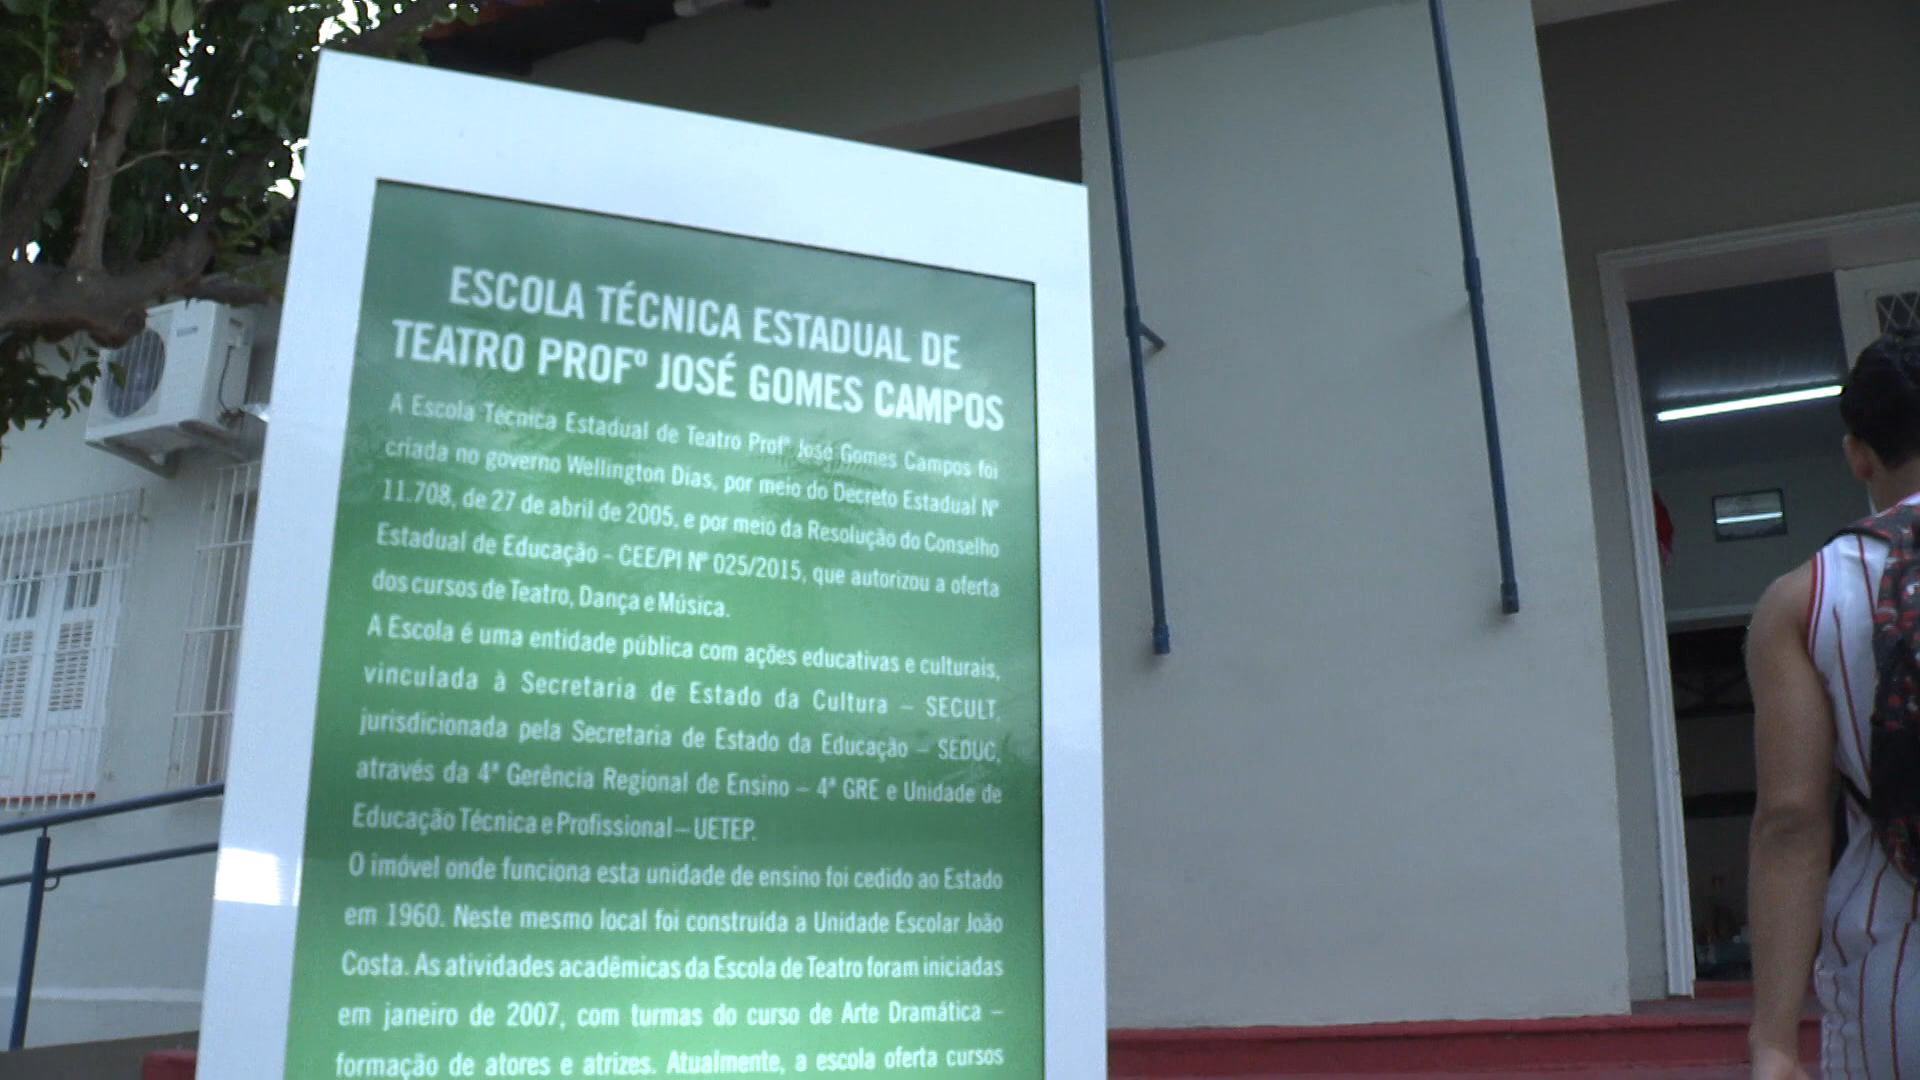 ESCOLA TÉCNICA ESTADUAL DE
TEATRO PROFº JOSÉ GOMES CAMPOS
A Escola Técnica Estadual de Teatro Profº José Gomes Campos foi
criada no governo Wellington Dias, por meio do Decreto Estadual Nº
11.708, de 27 de abril de 2005, e por meio da Resolução do Conselho
Estadual de Educação - CEE/PI Nº 025/2015, que autorizou a oferta
dos cursos de Teatro, Dança e Música.
A Escola é uma entidade pública com ações educativas e culturais,
vinculada à Secretaria de Estado da Cultura – SECULT,
jurisdicionada pela Secretaria de Estado da Educação – SEDUC,
através da 4ª Gerência Regional de Ensino – 4ª GRE e Unidade de
Educação Técnica e Profissional – UETEP.
O imóvel onde funciona esta unidade de ensino foi cedido ao Estado
em 1960. Neste mesmo local foi construída a Unidade Escolar João
Costa. As atividades acadêmicas da Escola de Teatro foram iniciadas
em janeiro de 2007, com turmas do curso de Arte Dramática –
formação de atores e atrizes. Atualmente, a escola oferta cursos